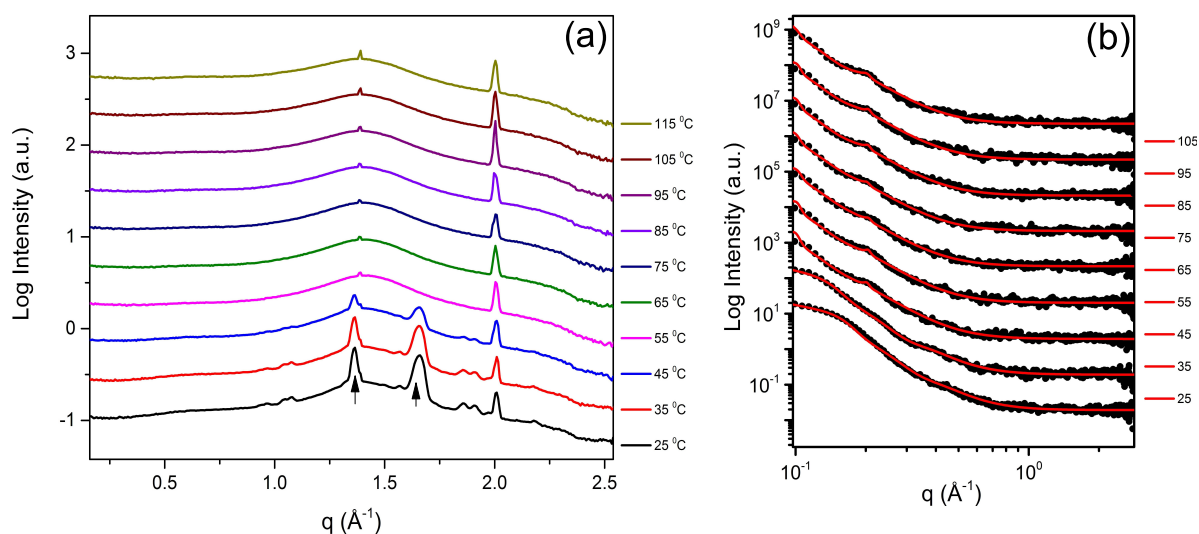 (a)
3
2
1
0
-1
0.5 1.0 1.5 2.0 2.5
q (Å⁻¹)
Log Intensity (a.u.)
115 ⁰C
105 ⁰C
95 ⁰C
85 ⁰C
75 ⁰C
65 ⁰C
55 ⁰C
45 ⁰C
35 ⁰C
25 ⁰C
(b)
10⁹
10⁷
10⁵
10³
10¹
10⁻¹
10⁻¹ 10⁰
q (Å⁻¹)
Log Intensity (a.u.)
105
95
85
75
65
55
45
35
25